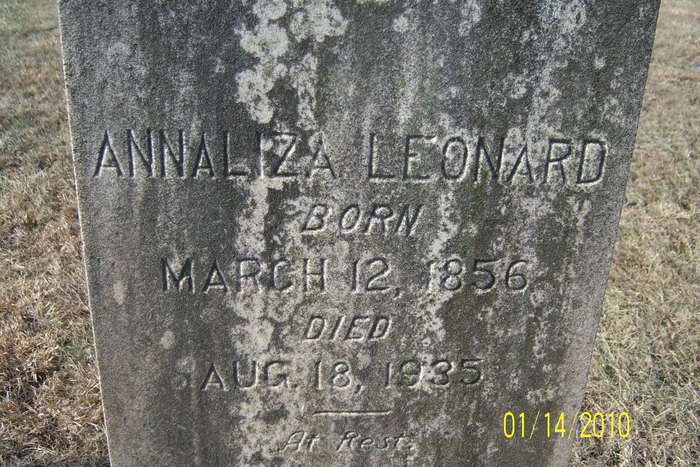 ANNALIZA LEONARD
BORN
MARCH 12, 1856
DIED
AUG. 18, 1935
At Rest.
01/14/2010